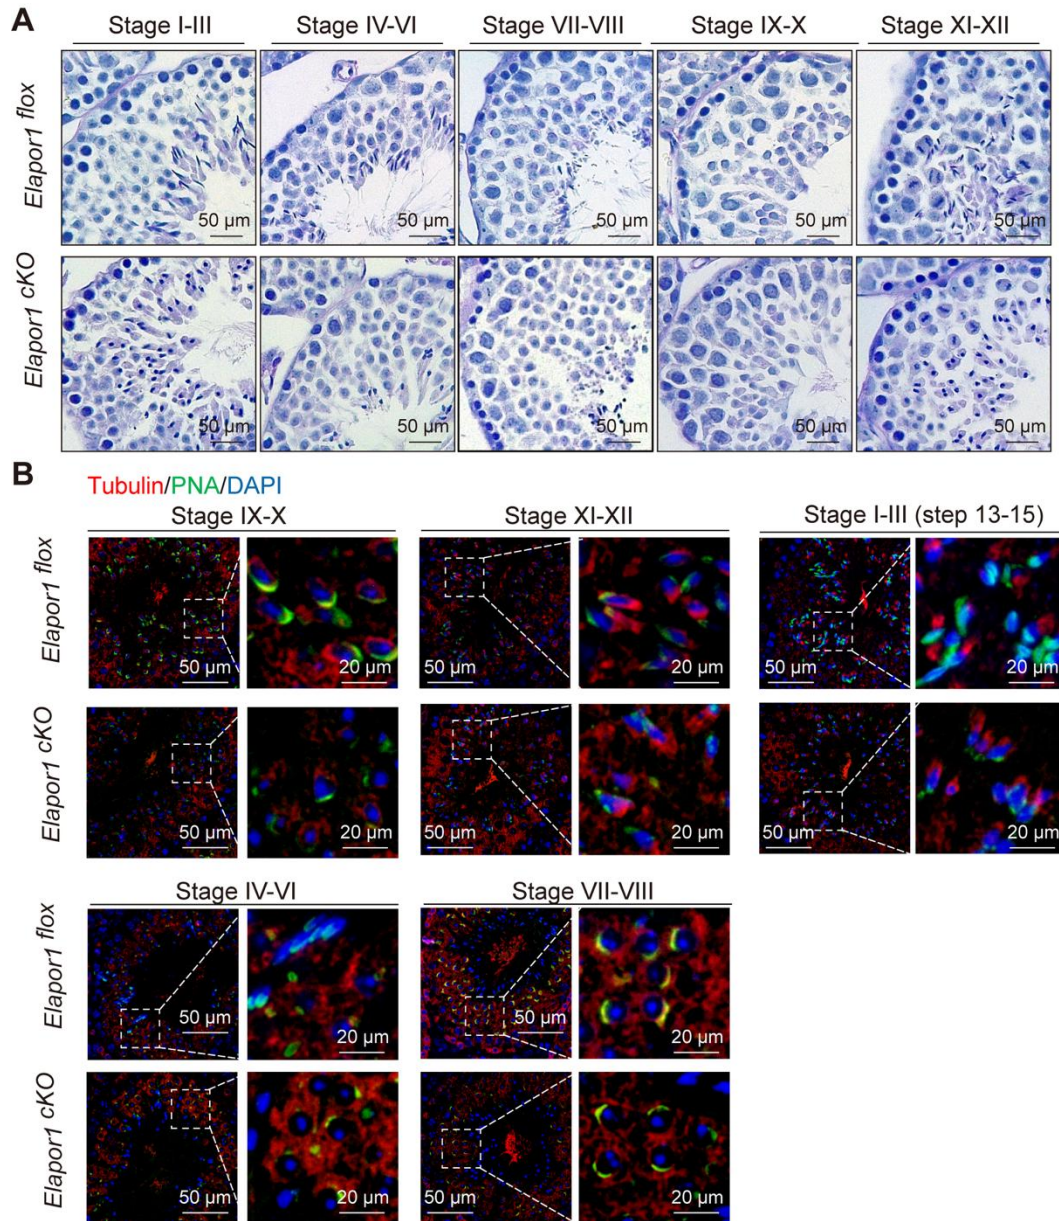 A
Stage I-III Stage IV-VI Stage VII-VIII Stage IX-X Stage XI-XII
Elapor1 flox
50 µm 50 µm 50 µm 50 µm 50 µm
Elapor1 cKO
50 µm 50 µm 50 µm 50 µm 50 µm
B
Tubulin/PNA/DAPI
Stage IX-X Stage XI-XII Stage I-III (step 13-15)
Elapor1 flox
50 µm 20 µm 50 µm 20 µm 50 µm 20 µm
Elapor1 cKO
50 µm 20 µm 50 µm 20 µm 50 µm 20 µm
Stage IV-VI Stage VII-VIII
Elapor1 flox
50 µm 20 µm 50 µm 20 µm
Elapor1 cKO
50 µm 20 µm 50 µm 20 µm